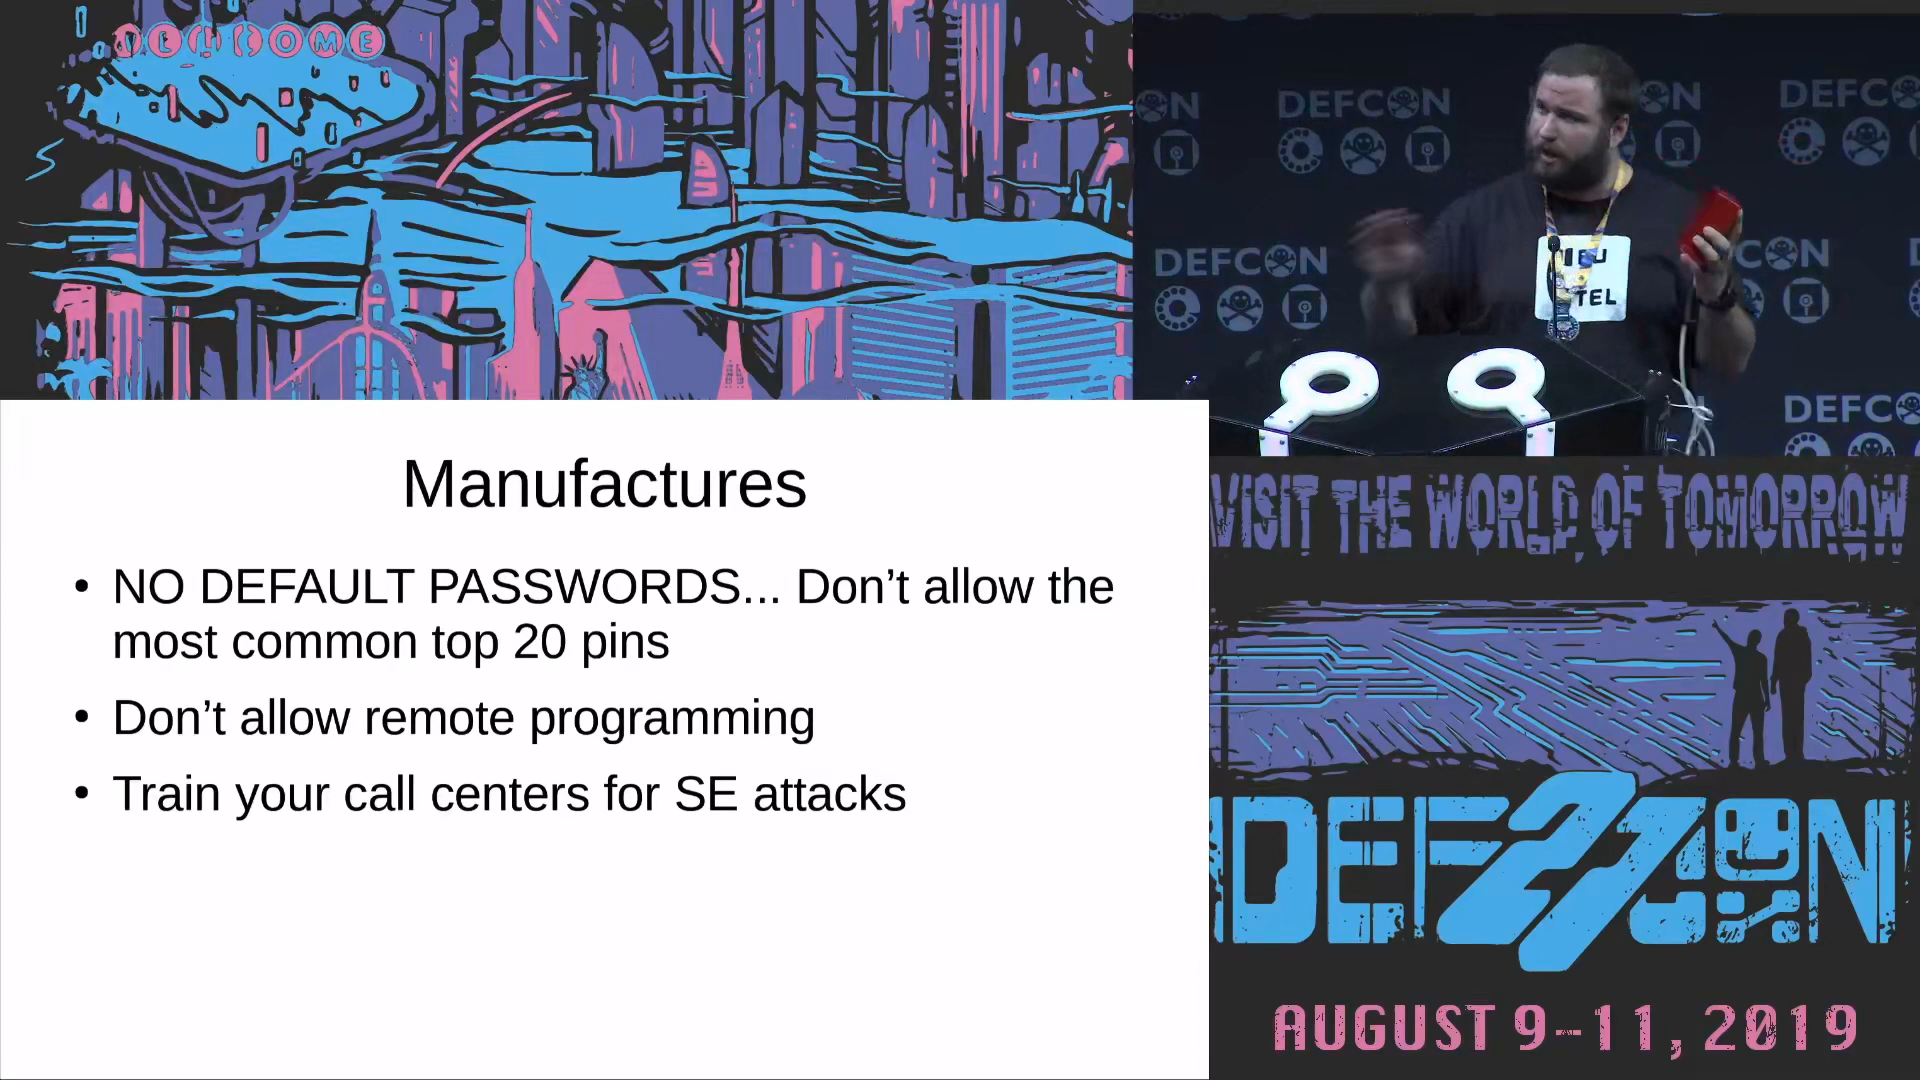 WELCOME
DEFCON
DEFCON
DEFCON
DEFCON
TEL
Manufactures
• NO DEFAULT PASSWORDS... Don’t allow the
most common top 20 pins
• Don’t allow remote programming
• Train your call centers for SE attacks
VISIT THE WORLD OF TOMORROW
DEF27CON
AUGUST 9-11, 2019